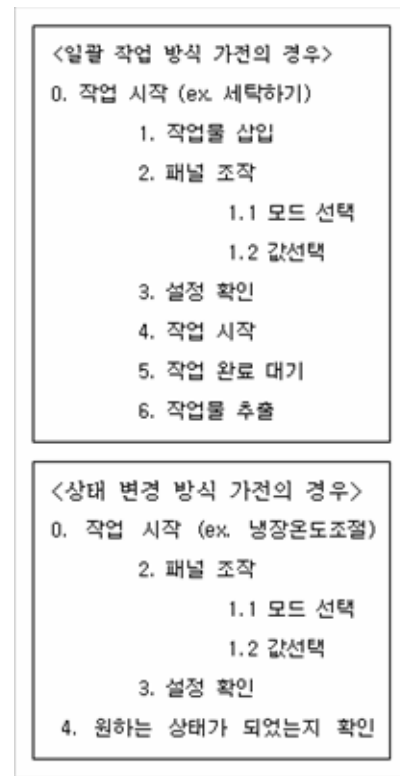 <일괄 작업 방식 가전의 경우>
0. 작업 시작 (ex. 세탁하기)
1. 작업물 삽입
2. 패널 조작
1.1 모드 선택
1.2 값선택
3. 설정 확인
4. 작업 시작
5. 작업 완료 대기
6. 작업물 추출
<상태 변경 방식 가전의 경우>
0. 작업 시작 (ex. 냉장온도조절)
2. 패널 조작
1.1 모드 선택
1.2 값선택
3. 설정 확인
4. 원하는 상태가 되었는지 확인